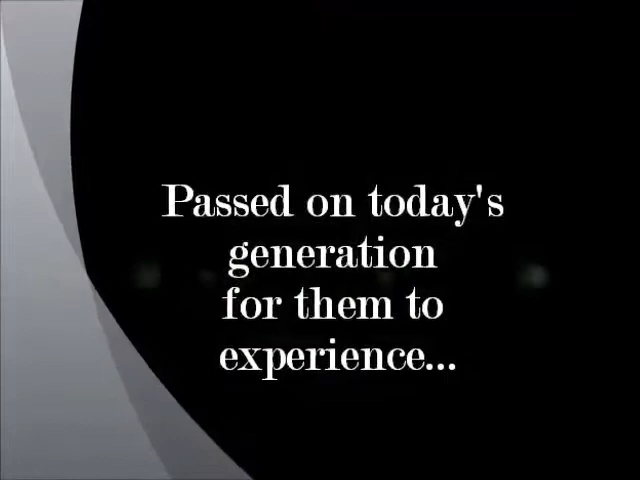 Passed on today's
generation
for them to
experience...